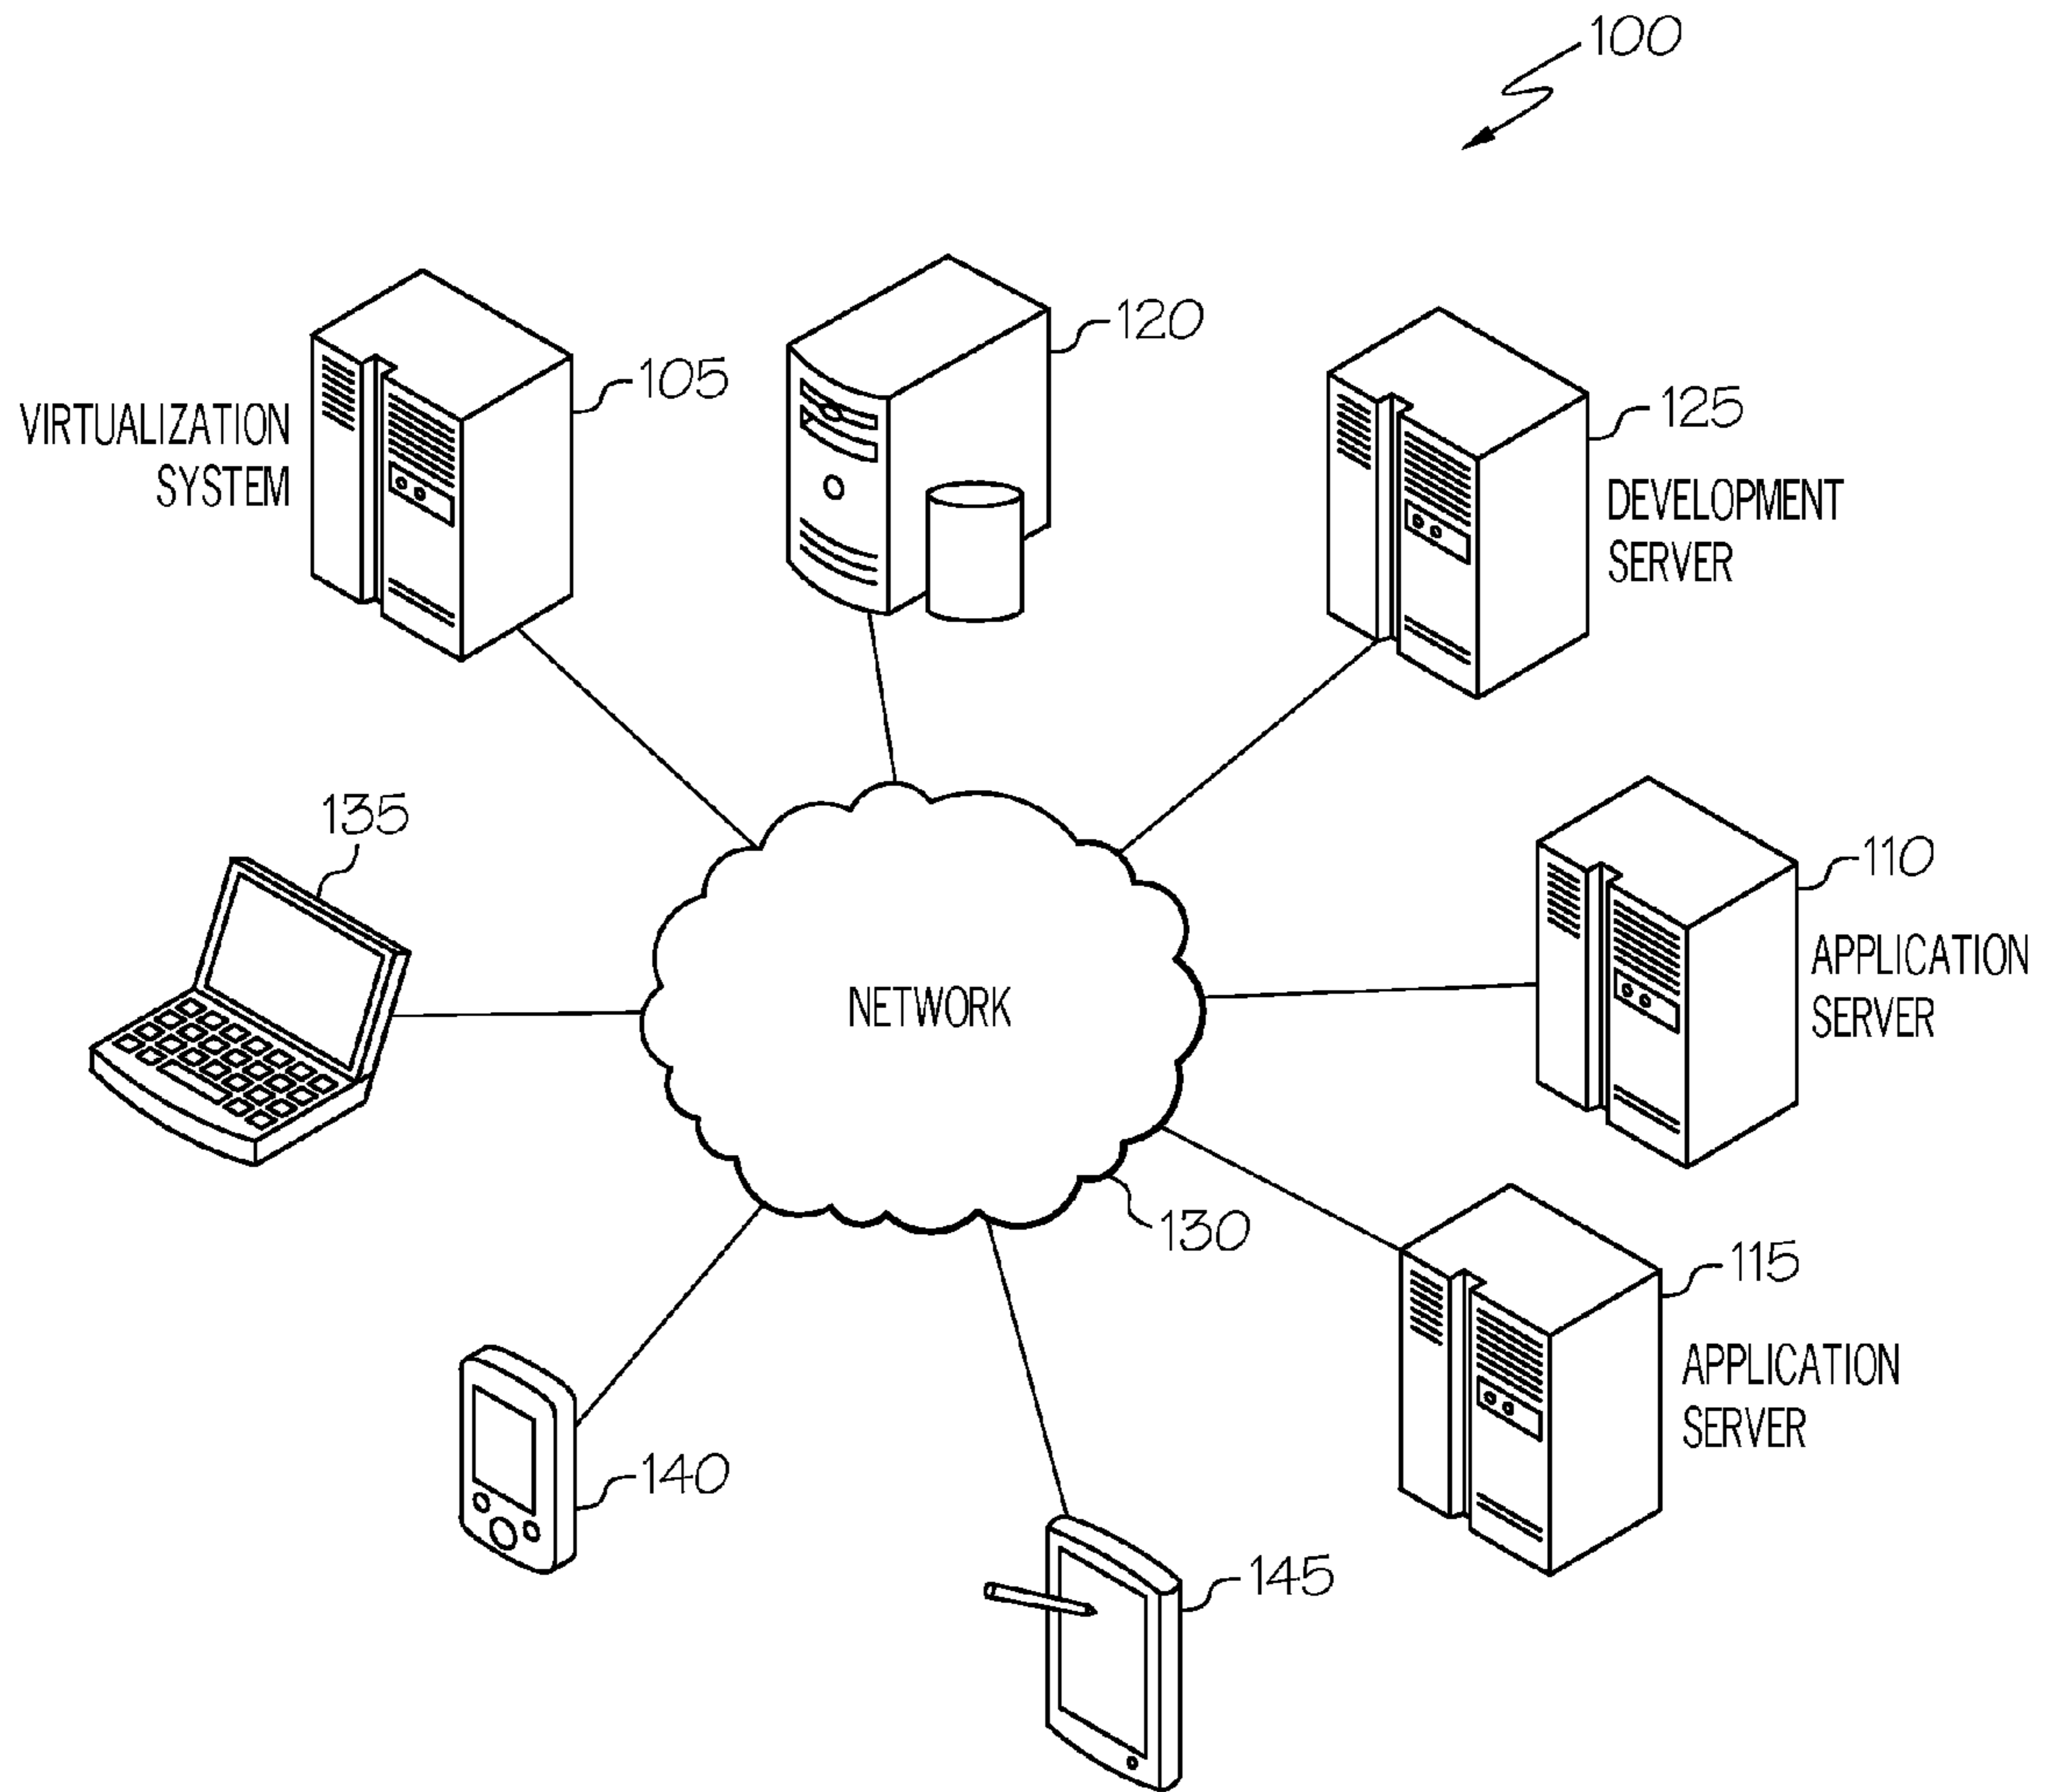 100
120
105
125
VIRTUALIZATION
SYSTEM
DEVELOPMENT
SERVER
135
110
APPLICATION
SERVER
NETWORK
130
115
APPLICATION
SERVER
140
145